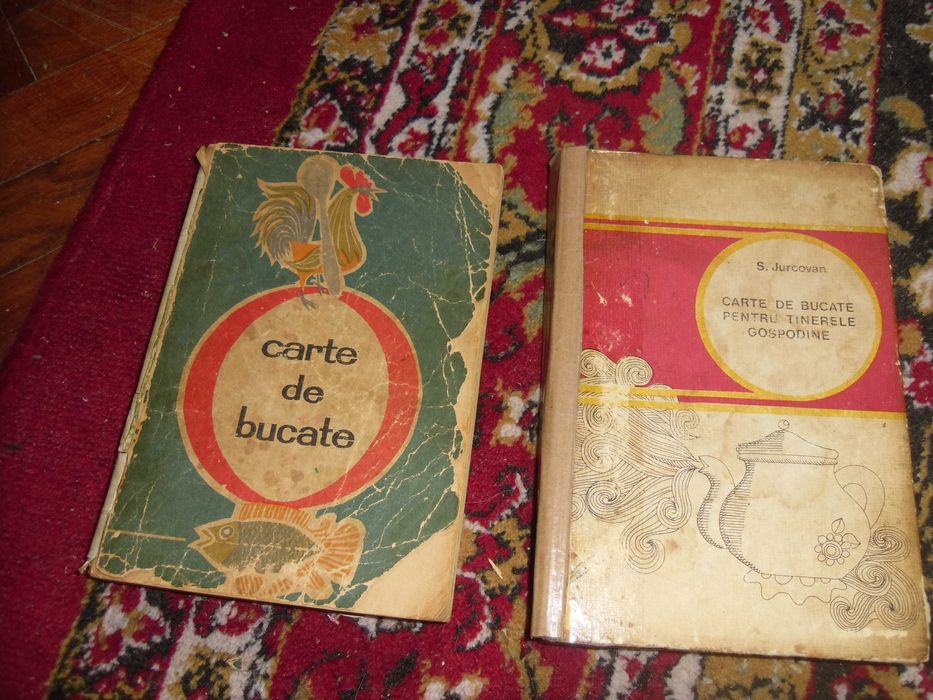 carte
de
bucate
S. Jurcovan
CARTE DE BUCATE
PENTRU TINERELE
GOSPODINE